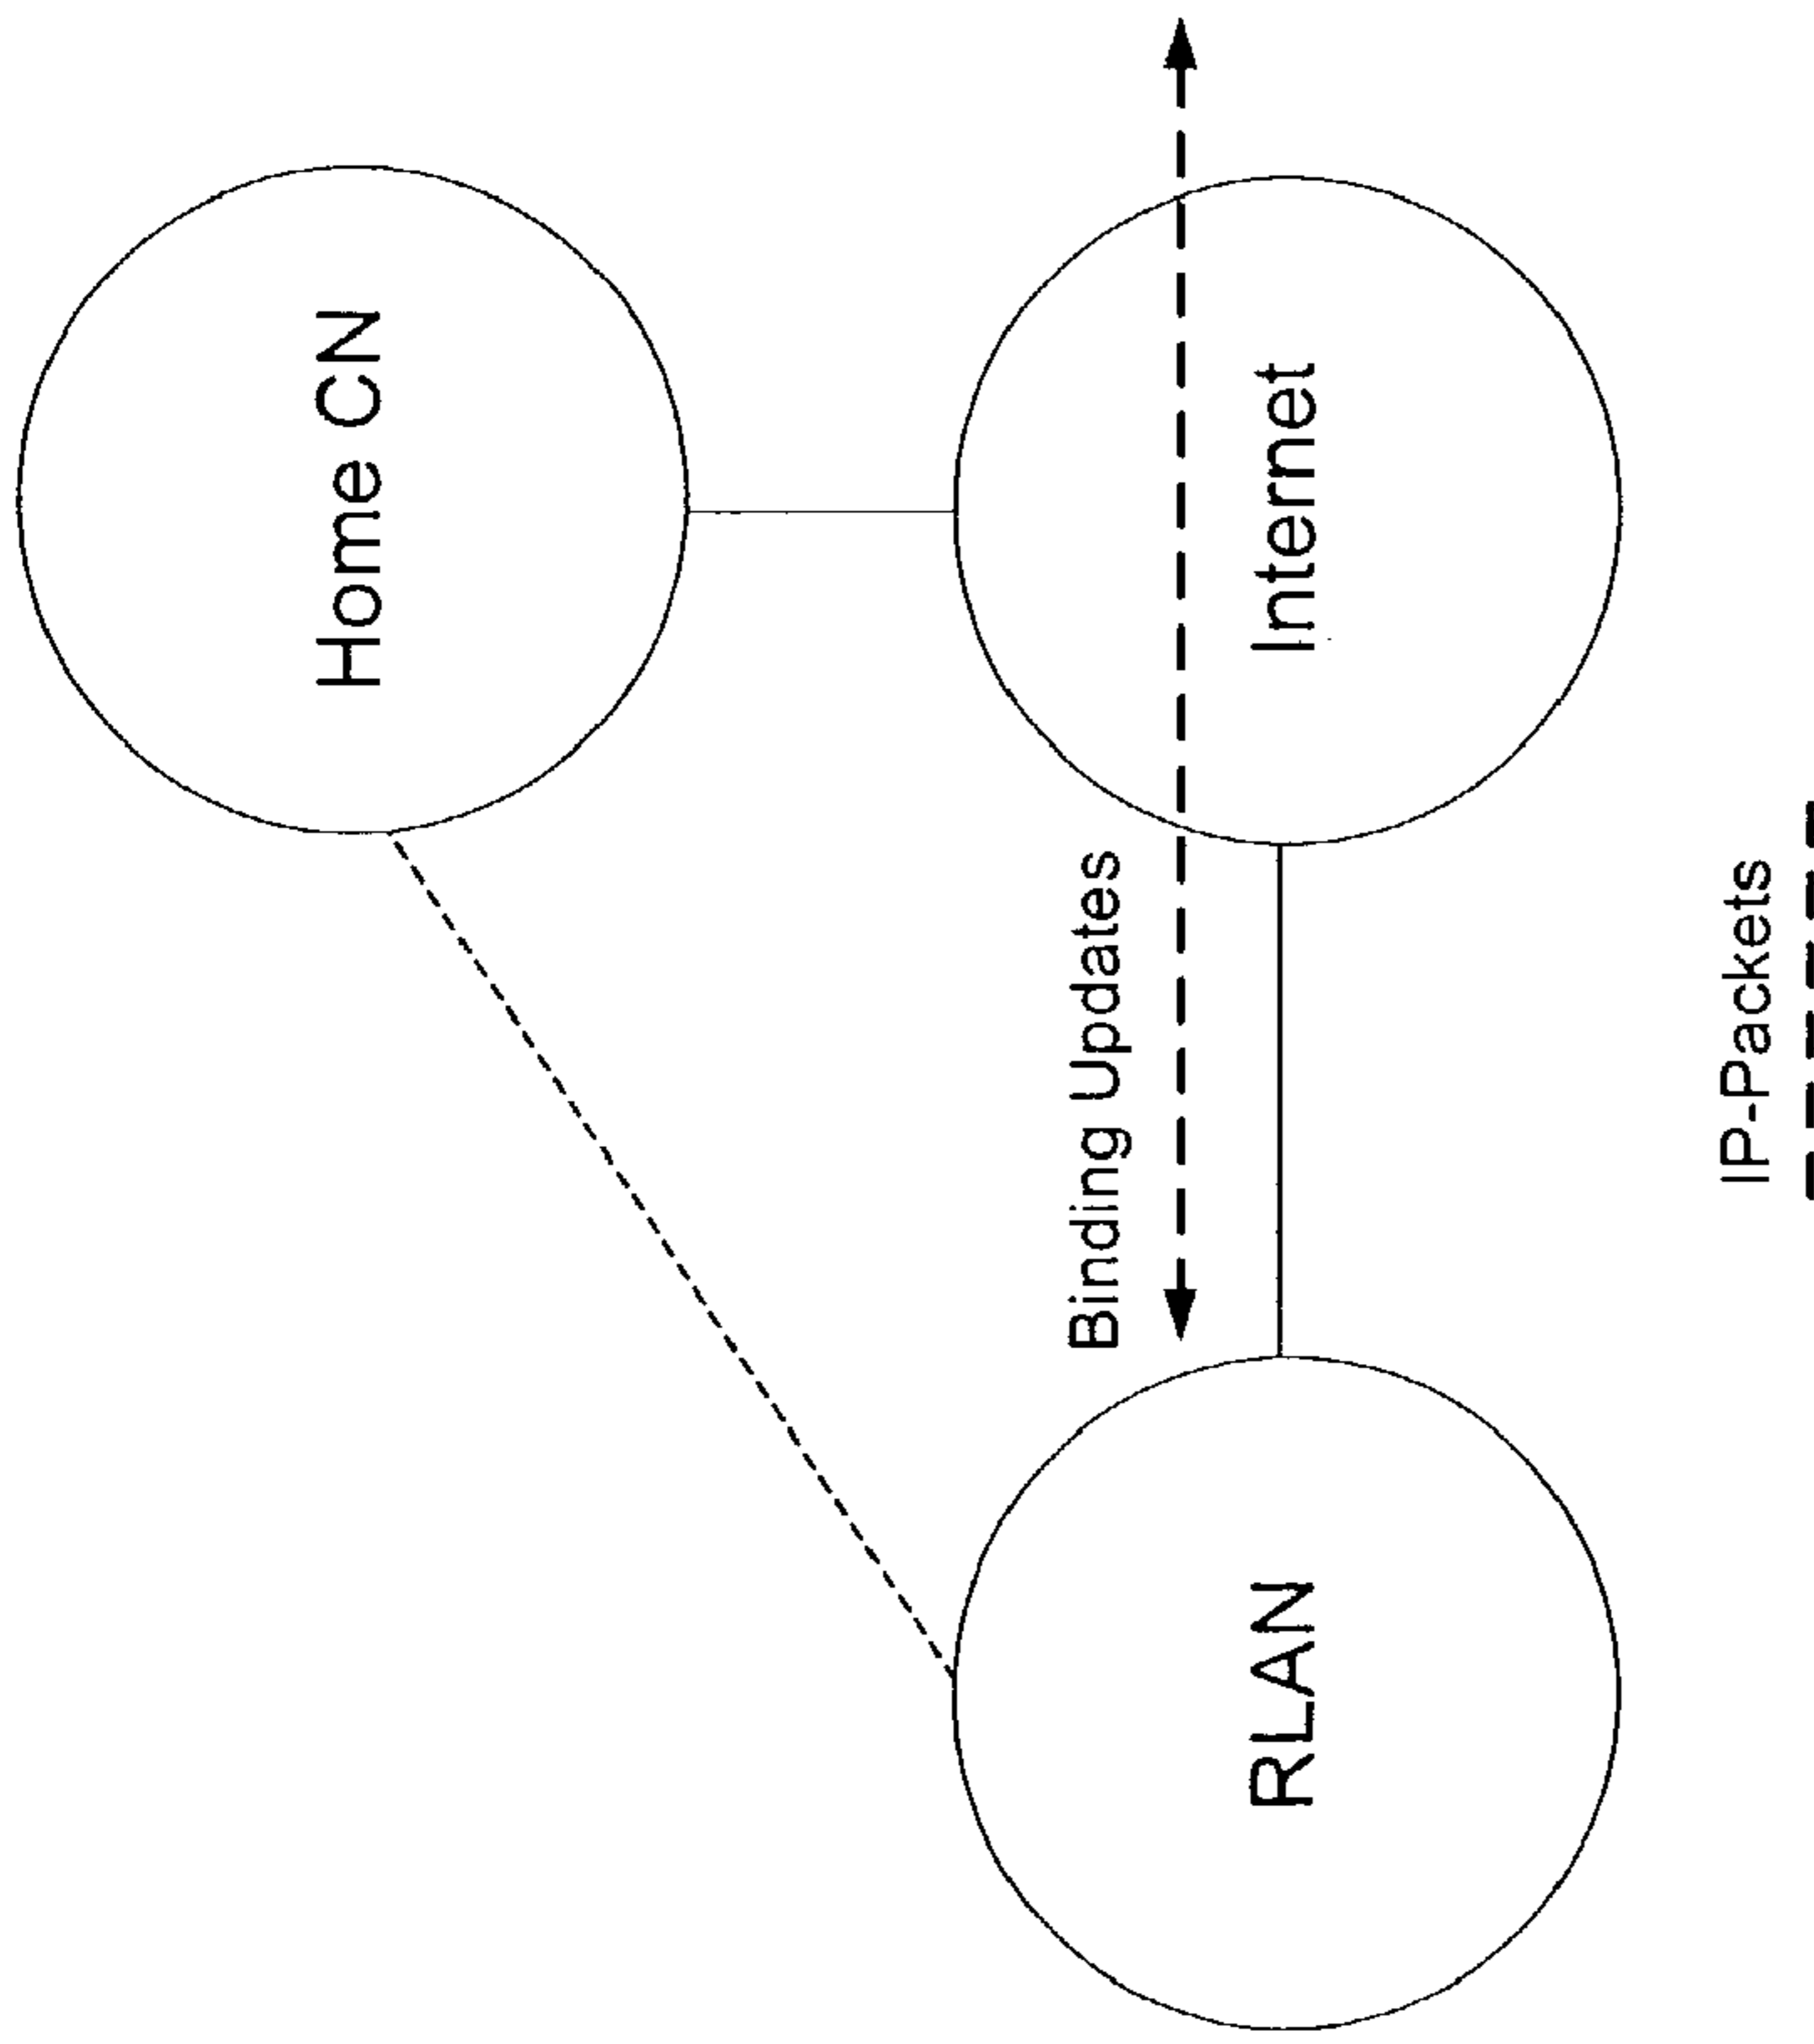 Home CN
Binding Updates
Internet
RLAN
IP-Packets